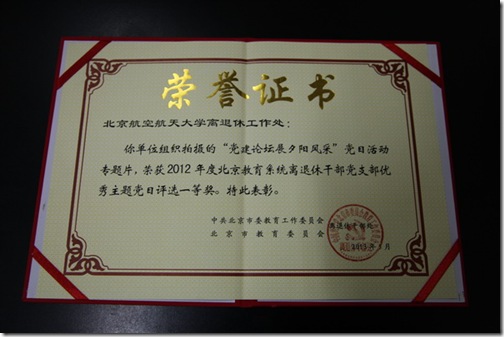 荣誉证书
北京航空航天大学离退休工作处：
你单位组织拍摄的“党建论坛展夕阳风采”党日活动
专题片，荣获2012年度北京教育系统离退休干部党支部优
秀主题党日评选一等奖。特此表彰。
中共北京市委教育工作委员会
北京市教育委员会